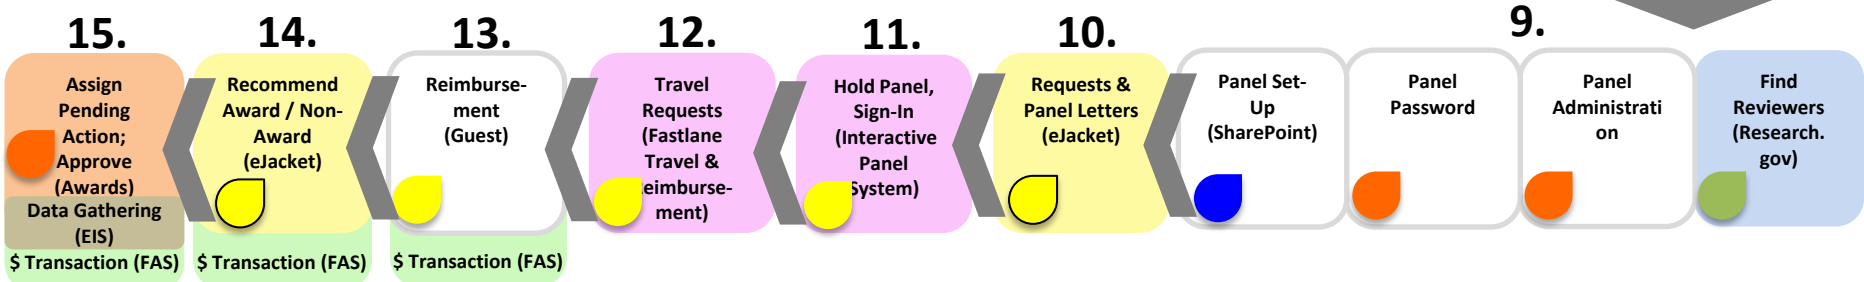 15.
Assign
Pending
Action;
Approve
(Awards)
Data Gathering
(EIS)
$ Transaction (FAS)
14.
Recommend
Award / Non-
Award
(eJacket)
$ Transaction (FAS)
13.
Reimburse-
ment
(Guest)
$ Transaction (FAS)
12.
Travel
Requests
(Fastlane
Travel &
eimburse-
ment)
11.
Hold Panel,
Sign-In
(Interactive
Panel
System)
10.
Requests &
Panel Letters
(eJacket)
9.
Panel Set-
Up
(SharePoint)
Panel
Password
Panel
Administrati
on
Find
Reviewers
(Research.
gov)